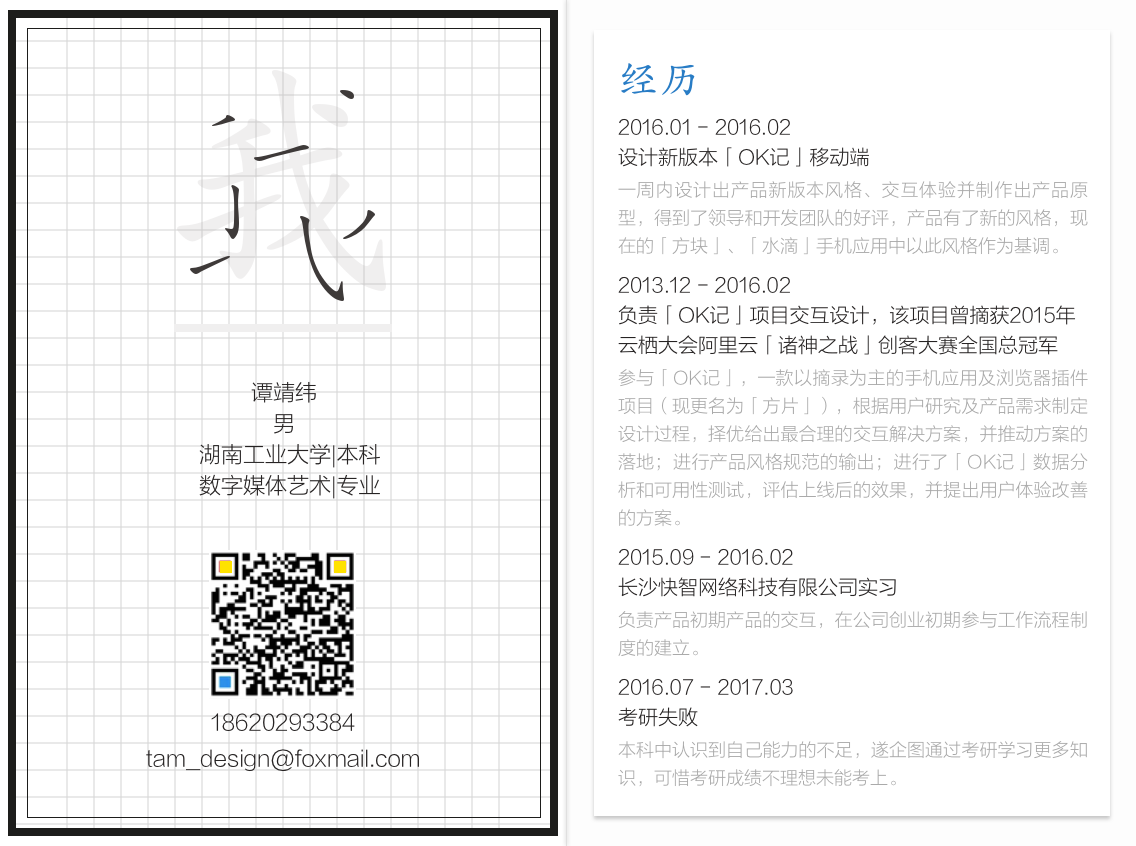 我
谭靖纬
男
湖南工业大学|本科
数字媒体艺术|专业
18620293384
tam_design@foxmail.com
经历
2016.01 – 2016.02
设计新版本「OK记」移动端
一周内设计出产品新版本风格、交互体验并制作出产品原
型，得到了领导和开发团队的好评，产品有了新的风格，现
在的「方块」、「水滴」手机应用中以此风格作为基调。
2013.12 – 2016.02
负责「OK记」项目交互设计，该项目曾摘获2015年
云栖大会阿里云「诸神之战」创客大赛全国总冠军
参与「OK记」，一款以摘录为主的手机应用及浏览器插件
项目（现更名为「方片」），根据用户研究及产品需求制定
设计过程，择优给出最合理的交互解决方案，并推动方案的
落地；进行产品风格规范的输出；进行了「OK记」数据分
析和可用性测试，评估上线后的效果，并提出用户体验改善
的方案。
2015.09 – 2016.02
长沙快智网络科技有限公司实习
负责产品初期产品的交互，在公司创业初期参与工作流程制
度的建立。
2016.07 – 2017.03
考研失败
本科中认识到自己能力的不足，遂企图通过考研学习更多知
识，可惜考研成绩不理想未能考上。